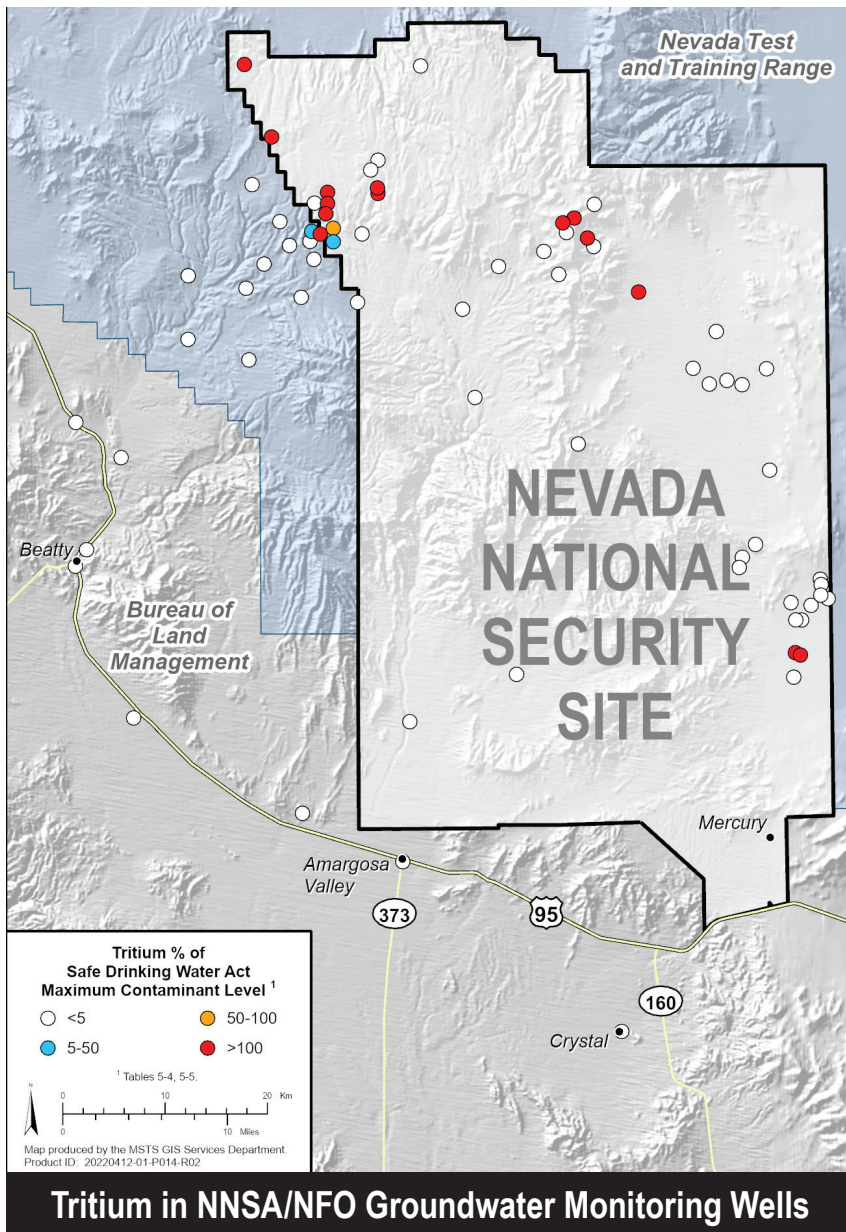 Nevada Test
and Training Range
Beatty
Bureau of
Land
Management
NEVADA
NATIONAL
SECURITY
SITE
Mercury
Amargosa
Valley
373
95
160
Crystal
Tritium % of
Safe Drinking Water Act
Maximum Contaminant Level 1
<5
50-100
5-50
>100
1 Tables 5-4, 5-5.
N
0 10 20 Km
0 10 Miles
Map produced by the MSTS GIS Services Department.
Product ID: 20220412-01-P014-R02
Tritium in NNSA/NFO Groundwater Monitoring Wells